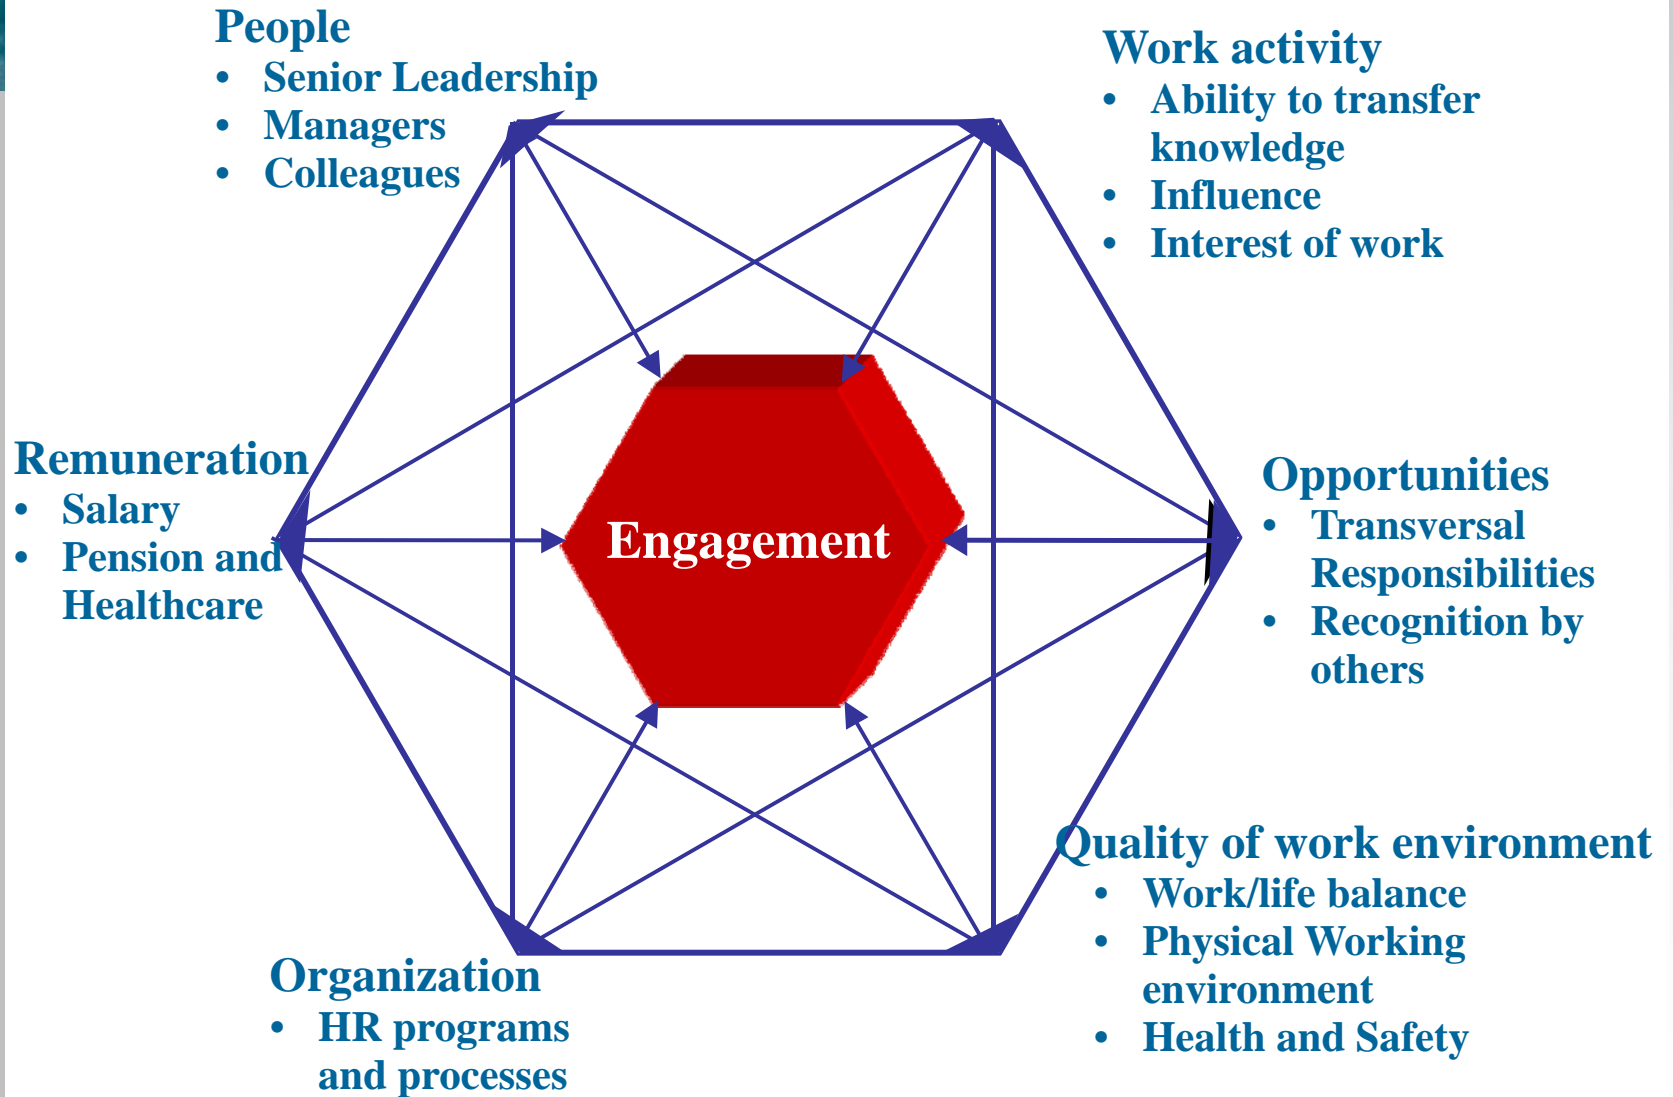 People
• Senior Leadership
• Managers
• Colleagues
Work activity
• Ability to transfer
knowledge
• Influence
• Interest of work
Remuneration
• Salary
• Pension and
Healthcare
Engagement
Opportunities
• Transversal
Responsibilities
• Recognition by
others
Quality of work environment
• Work/life balance
• Physical Working
environment
• Health and Safety
Organization
• HR programs
and processes